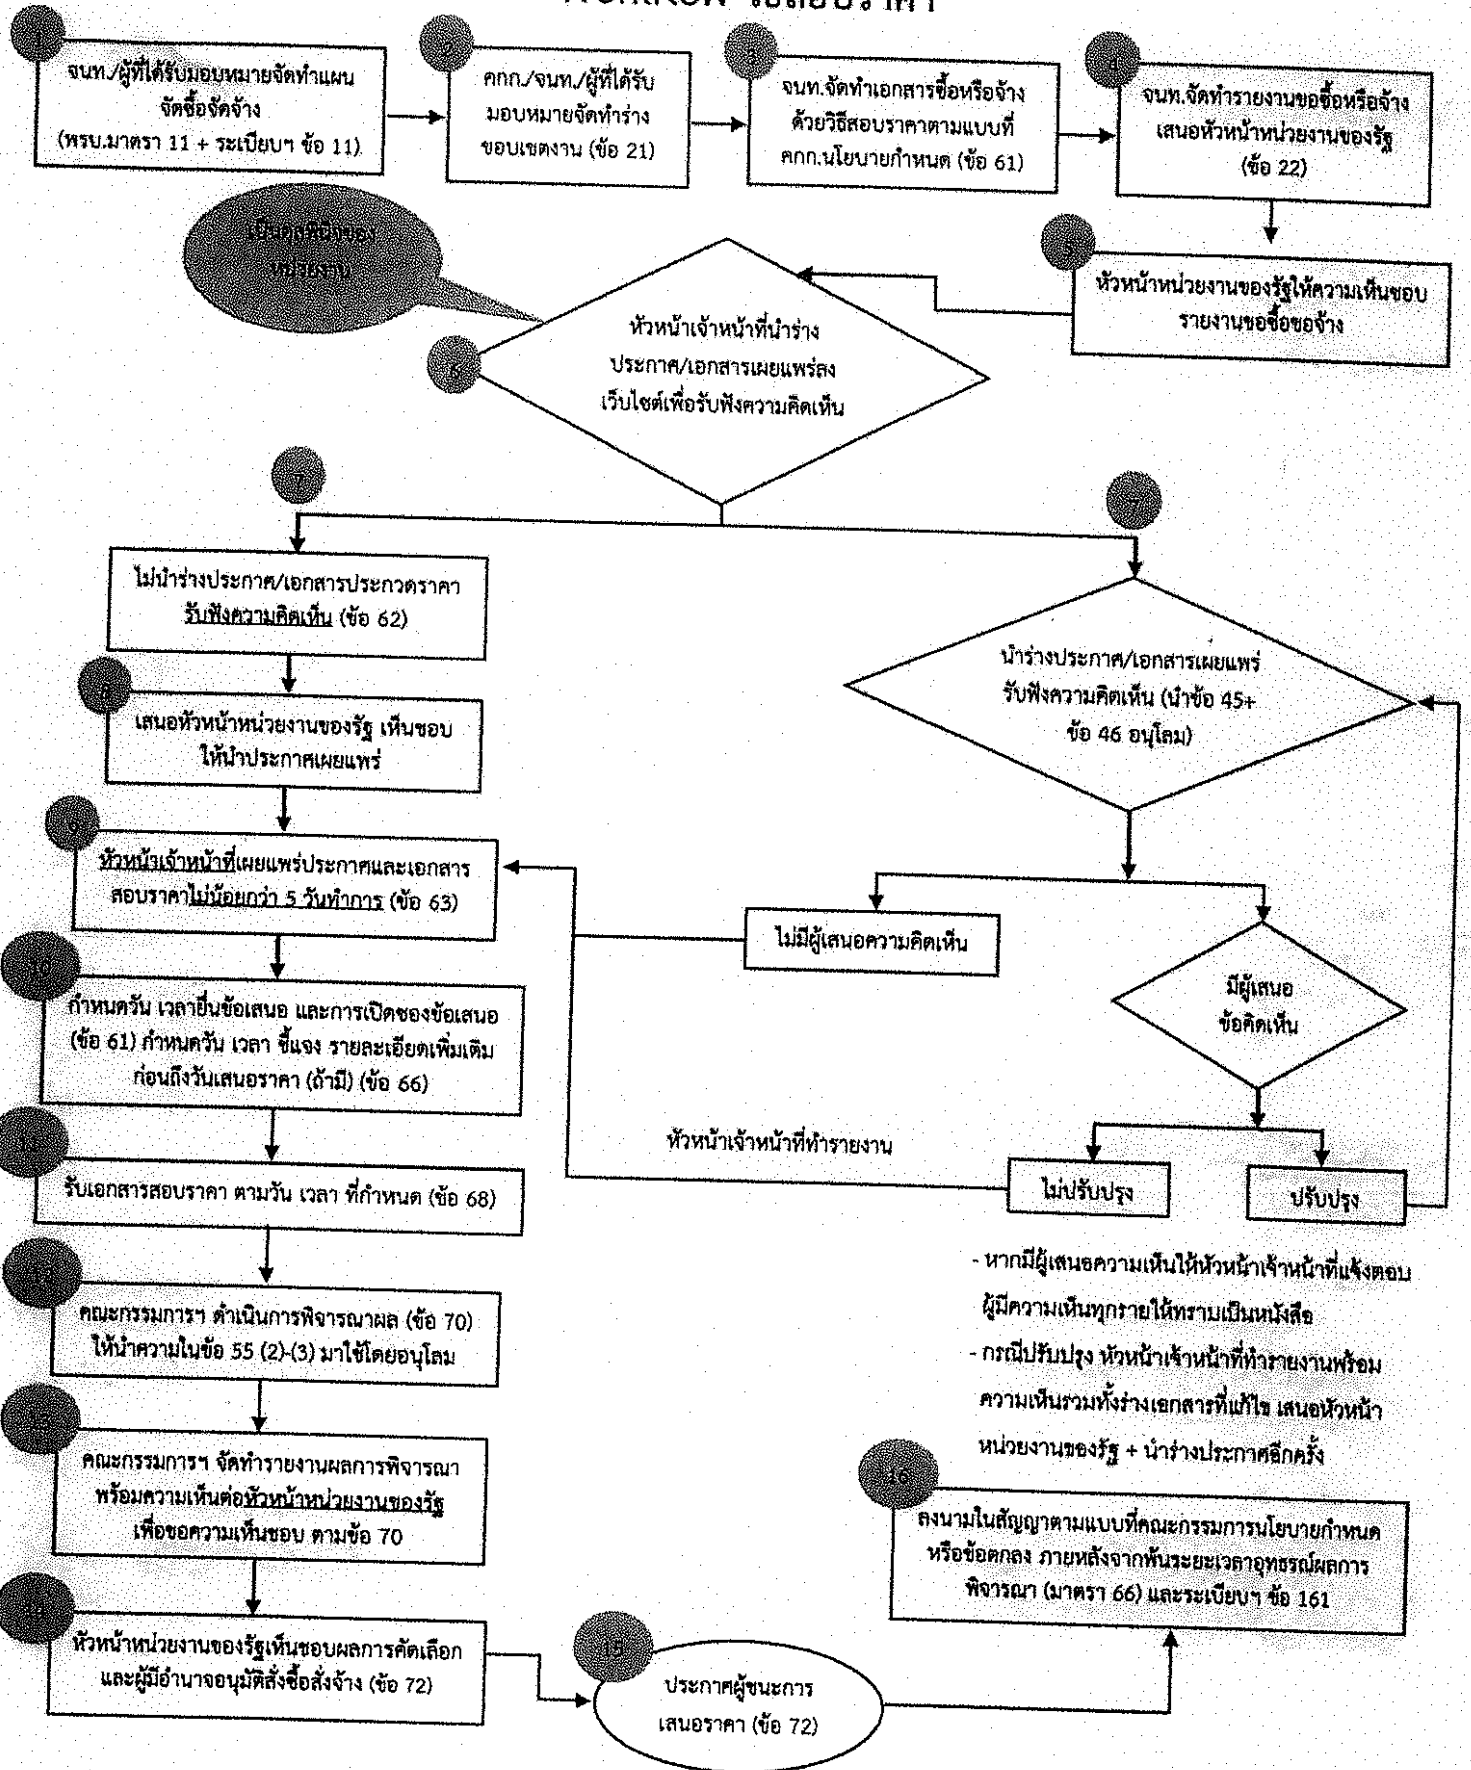 Workflow วิธีสอบราคา
จนท./ผู้ที่ได้รับมอบหมายจัดทำแผน
จัดซื้อจัดจ้าง
(พรบ.มาตรา 11 + ระเบียบฯ ข้อ 11)
2
คกก./จนท./ผู้ที่ได้รับ
มอบหมายจัดทำร่าง
ขอบเขตงาน (ข้อ 21)
3
จนท.จัดทำเอกสารซื้อหรือจ้าง
ด้วยวิธีสอบราคาตามแบบที่
คกก.นโยบายกำหนด (ข้อ 61)
4
จนท.จัดทำรายงานขอซื้อหรือจ้าง
เสนอหัวหน้าหน่วยงานของรัฐ
(ข้อ 22)
5
หัวหน้าหน่วยงานของรัฐให้ความเห็นชอบ
รายงานขอซื้อขอจ้าง
เป็นดุลพินิจของ
หน่วยงาน
6
หัวหน้าเจ้าหน้าที่นำร่าง
ประกาศ/เอกสารเผยแพร่ลง
เว็บไซต์เพื่อรับฟังความคิดเห็น
7
ไม่นำร่างประกาศ/เอกสารประกวดราคา
รับฟังความคิดเห็น (ข้อ 62)
7
นำร่างประกาศ/เอกสารเผยแพร่
รับฟังความคิดเห็น (นำข้อ 45+
ข้อ 46 อนุโลม)
8
เสนอหัวหน้าหน่วยงานของรัฐ เห็นชอบ
ให้นำประกาศเผยแพร่
9
หัวหน้าเจ้าหน้าที่เผยแพร่ประกาศและเอกสาร
สอบราคาไม่น้อยกว่า 5 วันทำการ (ข้อ 63)
ไม่มีผู้เสนอความคิดเห็น
มีผู้เสนอ
ข้อคิดเห็น
10
กำหนดวัน เวลายื่นข้อเสนอ และการเปิดซองข้อเสนอ
(ข้อ 61) กำหนดวัน เวลา ชี้แจง รายละเอียดเพิ่มเติม
ก่อนถึงวันเสนอราคา (ถ้ามี) (ข้อ 66)
หัวหน้าเจ้าหน้าที่ทำรายงาน
ไม่ปรับปรุง
ปรับปรุง
11
รับเอกสารสอบราคา ตามวัน เวลา ที่กำหนด (ข้อ 68)
- หากมีผู้เสนอความเห็นให้หัวหน้าเจ้าหน้าที่แจ้งตอบ
ผู้มีความเห็นทุกรายให้ทราบเป็นหนังสือ
- กรณีปรับปรุง หัวหน้าเจ้าหน้าที่ทำรายงานพร้อม
ความเห็นรวมทั้งร่างเอกสารที่แก้ไข เสนอหัวหน้า
หน่วยงานของรัฐ + นำร่างประกาศอีกครั้ง
12
คณะกรรมการฯ ดำเนินการพิจารณาผล (ข้อ 70)
ให้นำความในข้อ 55 (2)-(3) มาใช้โดยอนุโลม
13
คณะกรรมการฯ จัดทำรายงานผลการพิจารณา
พร้อมความเห็นต่อหัวหน้าหน่วยงานของรัฐ
เพื่อขอความเห็นชอบ ตามข้อ 70
14
หัวหน้าหน่วยงานของรัฐเห็นชอบผลการคัดเลือก
และผู้มีอำนาจอนุมัติสั่งซื้อสั่งจ้าง (ข้อ 72)
15
ประกาศผู้ชนะการ
เสนอราคา (ข้อ 72)
16
ลงนามในสัญญาตามแบบที่คณะกรรมการนโยบายกำหนด
หรือข้อตกลง ภายหลังจากพ้นระยะเวลาอุทธรณ์ผลการ
พิจารณา (มาตรา 66) และระเบียบฯ ข้อ 161